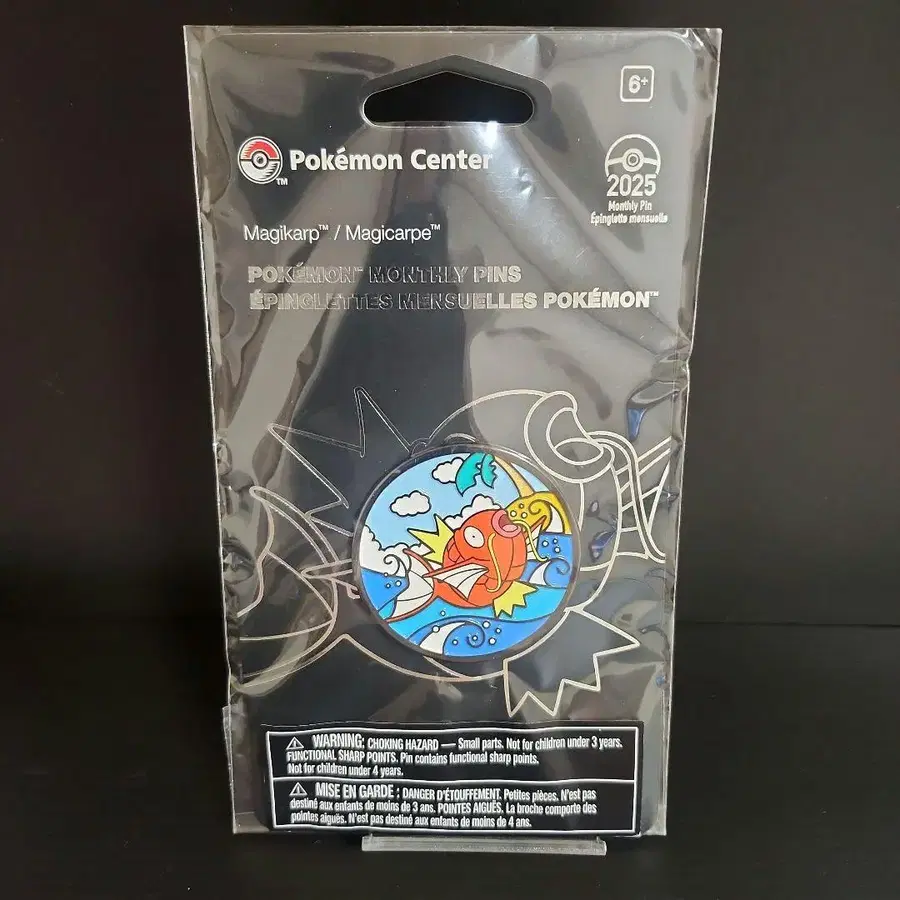 6+
Pokémon Center™
2025
Monthly Pin
Épinglette mensuelle
Magikarp™ / Magicarpe™
POKÉMON™ MONTHLY PINS
ÉPINGLETTES MENSUELLES POKÉMON™
⚠ WARNING: CHOKING HAZARD — Small parts. Not for children under 3 years.
FUNCTIONAL SHARP POINTS. Pin contains functional sharp points.
Not for children under 4 years.
⚠ MISE EN GARDE : DANGER D'ÉTOUFFEMENT. Petites pièces. N'est pas
destiné aux enfants de moins de 3 ans. POINTES AIGUËS. La broche comporte des
pointes aiguës. N'est pas destiné aux enfants de moins de 4 ans.